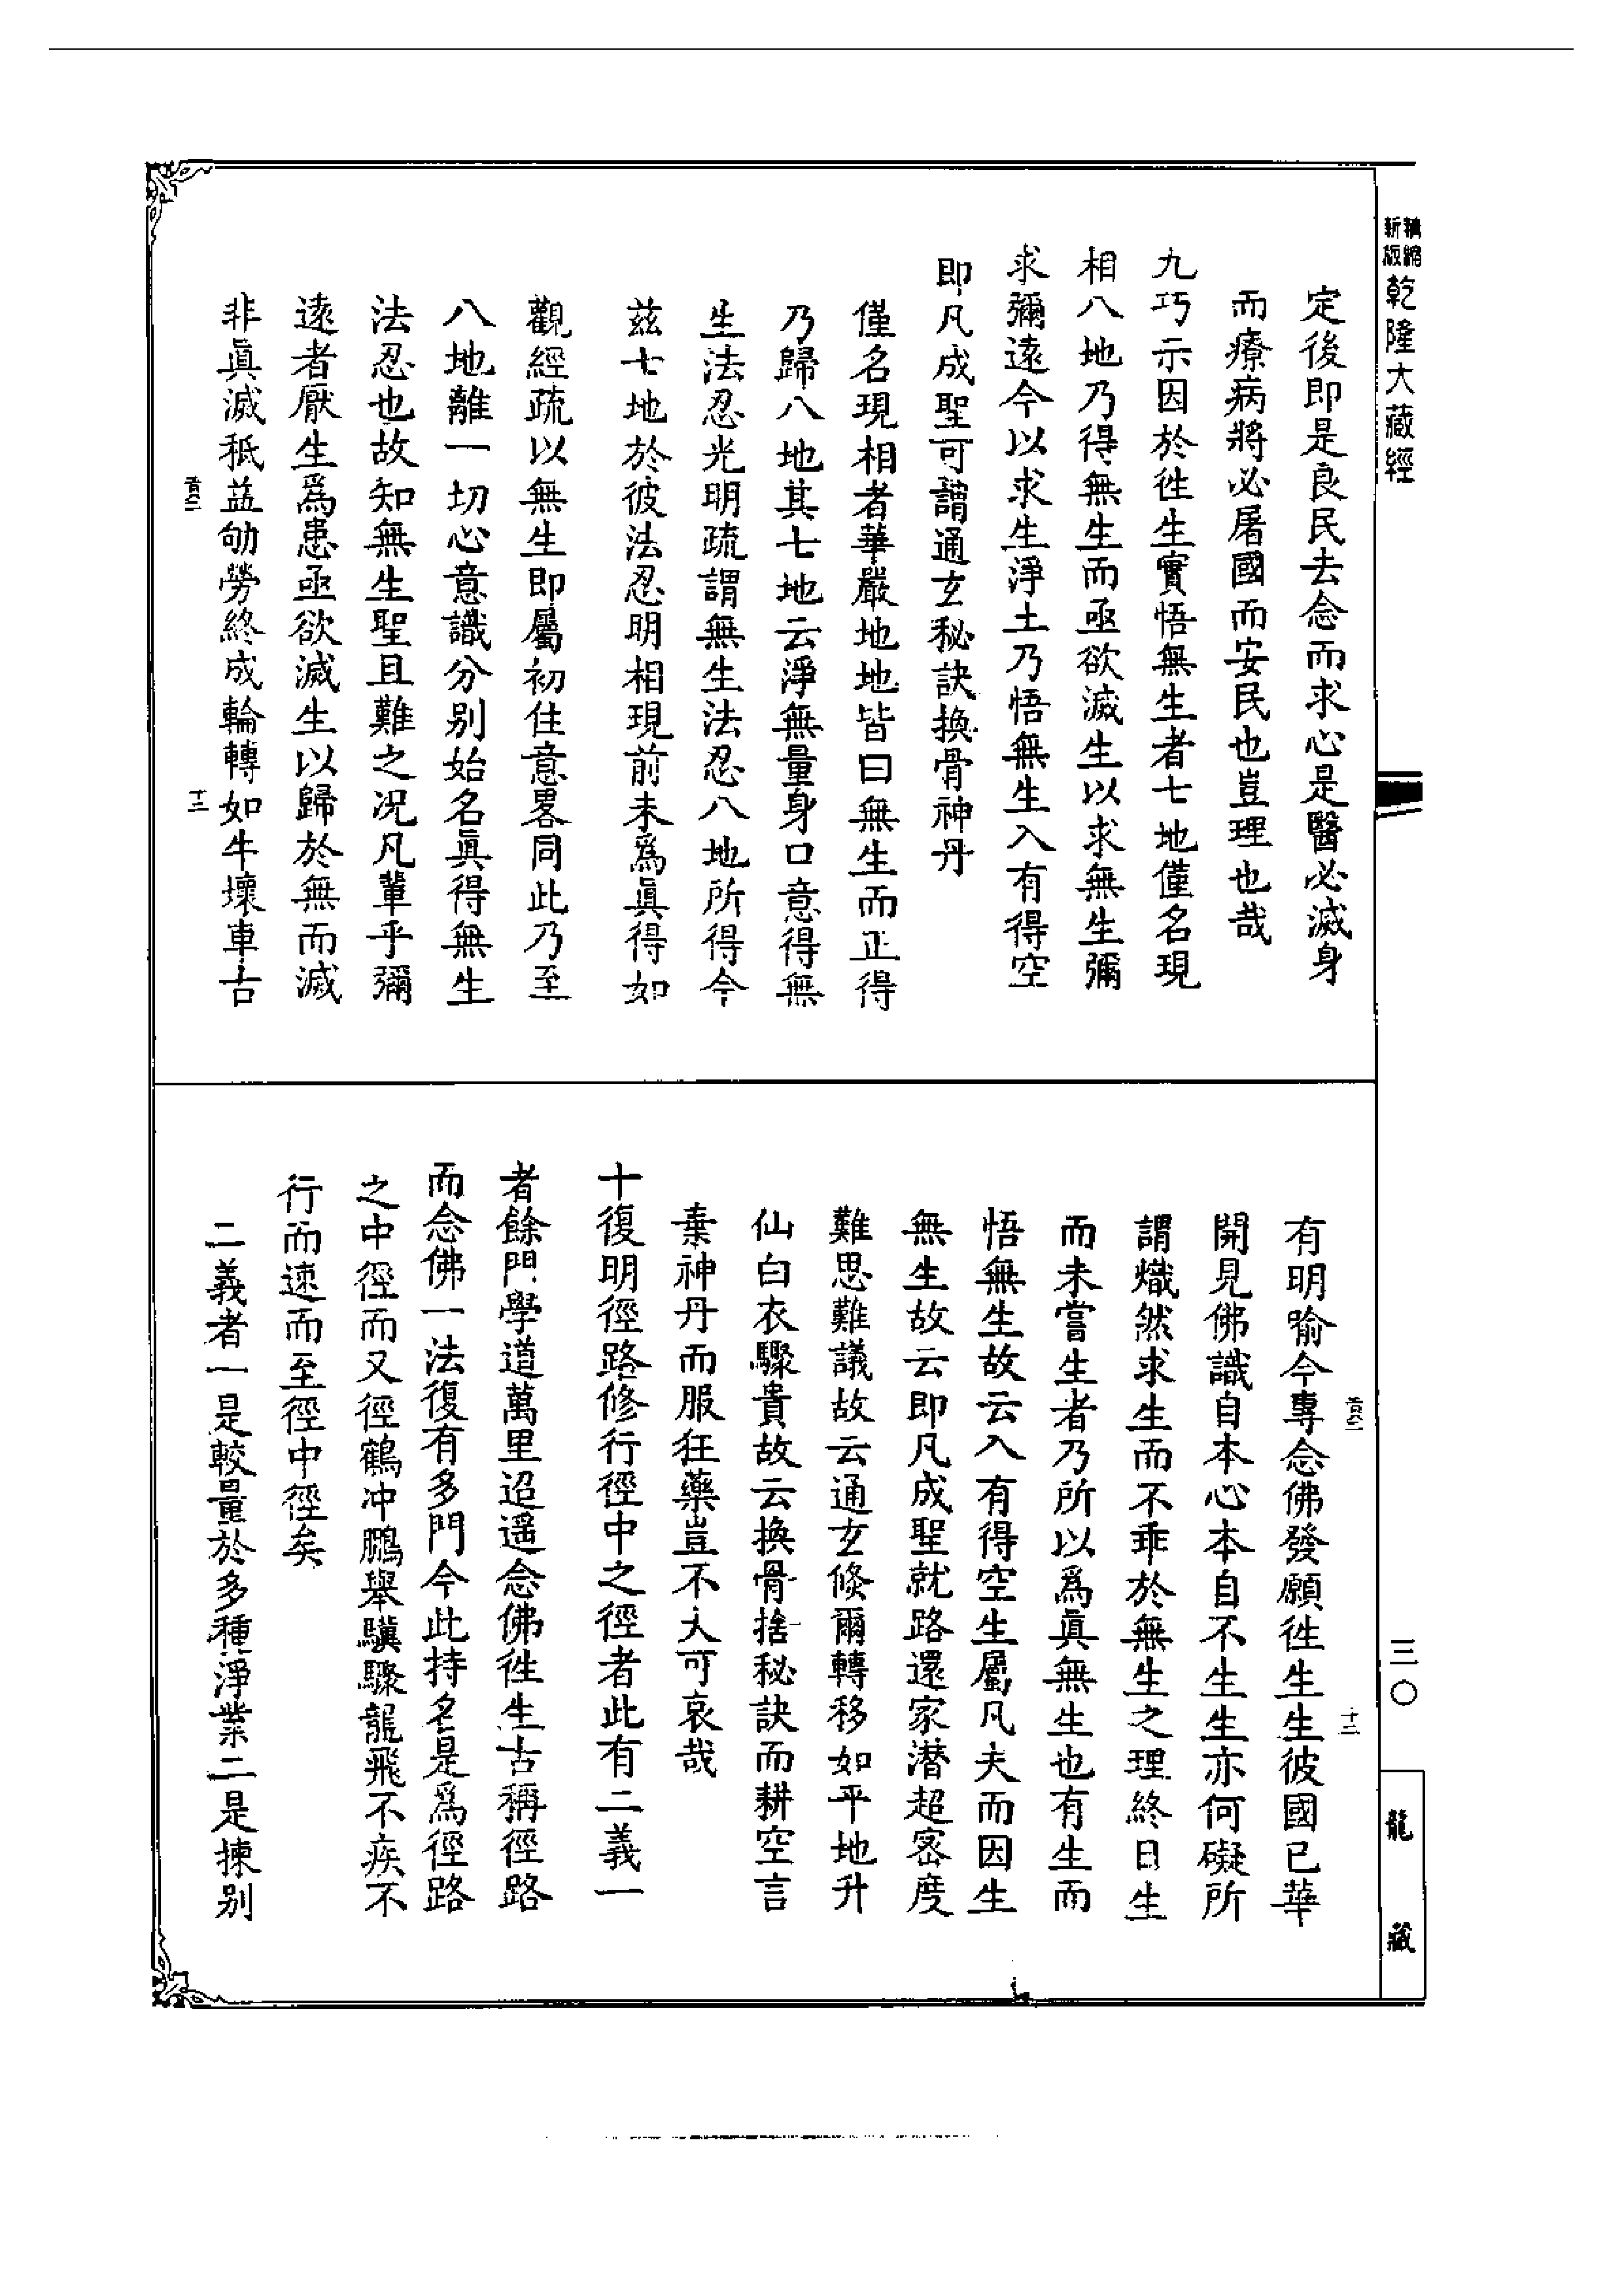 精縮新版乾隆大藏經
定後即是良民去念而求心是醫必滅身
而療病將必屠國而安民也豈理也哉
九巧示因於徃生實悟無生者七地僅名現
相八地乃得無生而亟欲滅生以求無生彌
求彌遠今以求生淨土乃悟無生入有得空
即凡成聖可謂通玄秘訣換骨神丹
僅名現相者華嚴地地皆曰無生而正得
乃歸八地其七地云淨無量身口意得無
生法忍光明疏謂無生法忍八地所得今
茲七地於彼法忍明相現前未爲眞得如
觀經疏以無生即屬初住意畧同此乃至
八地離一切心意識分别始名眞得無生
法忍也故知無生聖且難之况凡輩乎彌
遠者厭生爲患亟欲滅生以歸於無而滅
非眞滅秖益劬勞終成輪轉如牛壞車古
十二
有明喻今專念佛發願徃生生彼國已華
開見佛識自本心本自不生生亦何礙所
謂熾然求生而不乖於無生之理終日生
而未嘗生者乃所以爲眞無生也有生而
悟無生故云入有得空生屬凡夫而因生
無生故云即凡成聖就路還家潜超密度
難思難議故云通玄倐爾轉移如平地升
仙白衣驟貴故云換骨捨秘訣而耕空言
棄神丹而服狂藥豈不大可哀哉
十復明徑路修行徑中之徑者此有二義一
者餘門學道萬里迢遥念佛徃生古稱徑路
而念佛一法復有多門今此持名是爲徑路
之中徑而又徑鶴冲鵬舉驥驟龍飛不疾不
行而速而至徑中徑矣
二義者一是較量於多種淨業二是揀别
三〇
龍藏